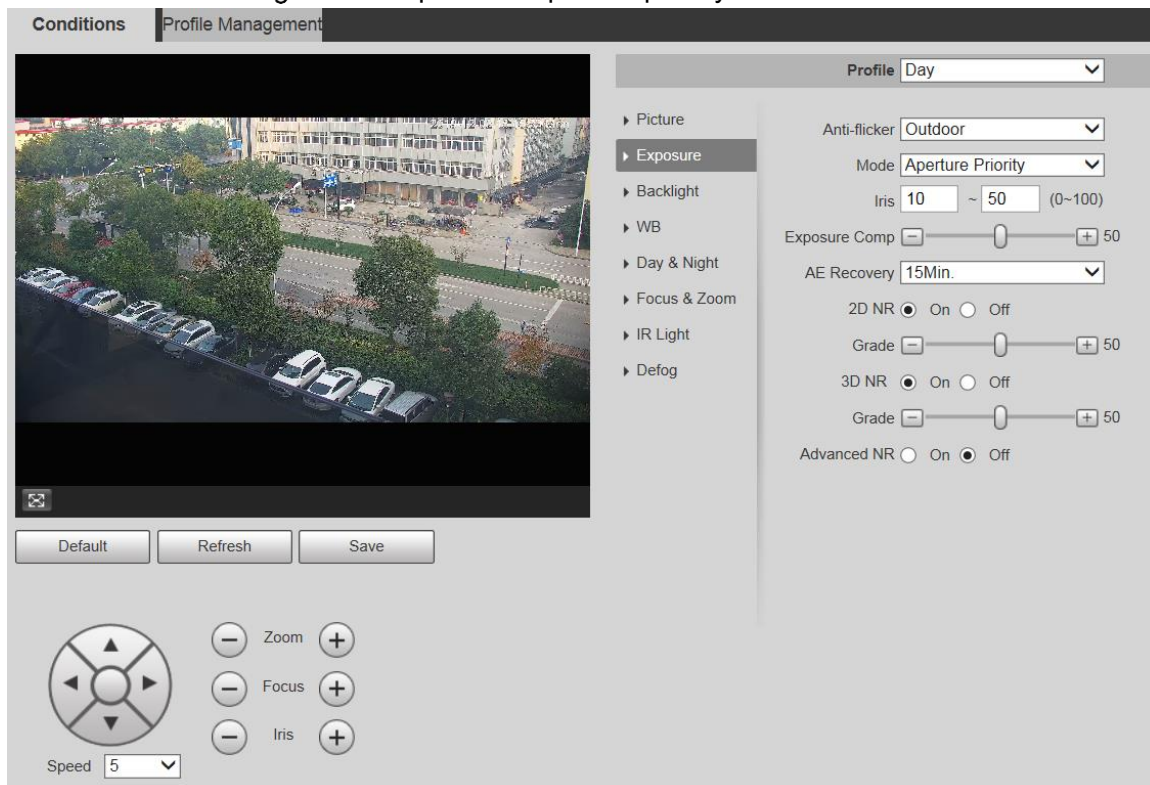 Conditions Profile Management
Profile Day
Picture
Exposure
Backlight
WB
Day & Night
Focus & Zoom
IR Light
Defog
Anti-flicker Outdoor
Mode Aperture Priority
Iris 10 ~ 50 (0~100)
Exposure Comp 50
AE Recovery 15Min.
2D NR On Off
Grade 50
3D NR On Off
Grade 50
Advanced NR On Off
Default Refresh Save
Zoom
Focus
Iris
Speed 5